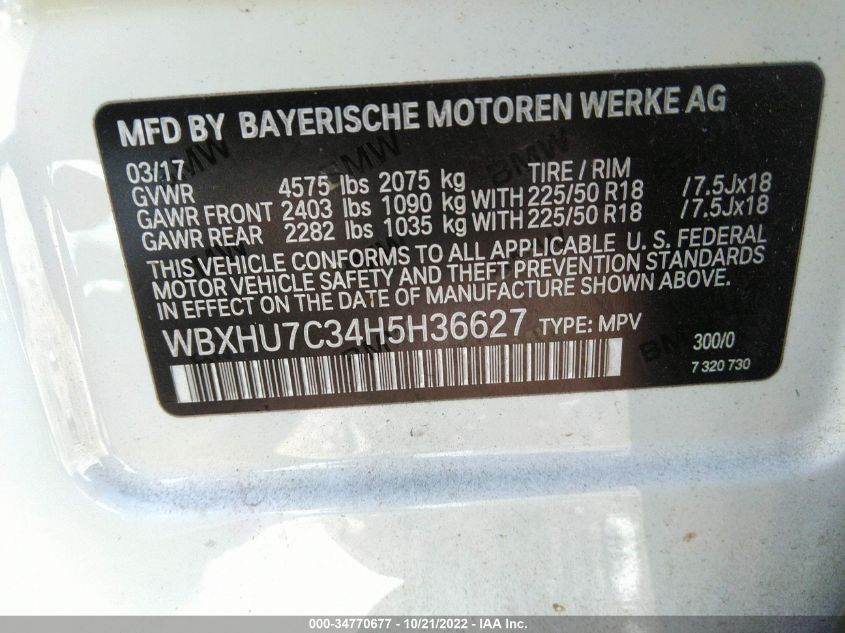 MFD BY BAYERISCHE MOTOREN WERKE AG
03/17 TIRE / RIM
GVWR 4575 lbs 2075 kg
GAWR FRONT 2403 lbs 1090 kg WITH 225/50 R18 /7.5Jx18
GAWR REAR 2282 lbs 1035 kg WITH 225/50 R18 /7.5Jx18
THIS VEHICLE CONFORMS TO ALL APPLICABLE U. S. FEDERAL
MOTOR VEHICLE SAFETY AND THEFT PREVENTION STANDARDS
IN EFFECT ON THE DATE OF MANUFACTURE SHOWN ABOVE.
WBXHU7C34H5H36627 TYPE: MPV 300/0
7 320 730
BMW
BMW
BMW
BMW
000-34770677 - 10/21/2022 - IAA Inc.